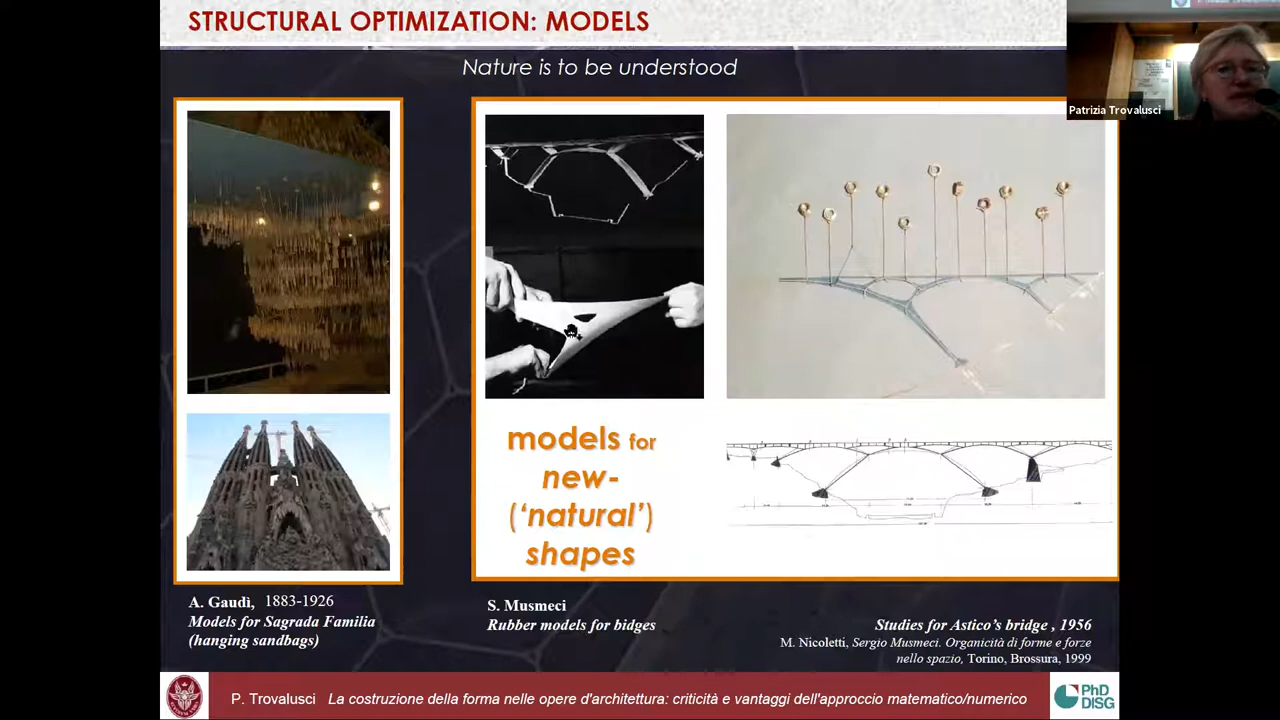 STRUCTURAL OPTIMIZATION: MODELS
Nature is to be understood
Patrizia Trovalusci
models for
new-
(‘natural’)
shapes
A. Gaudì, 1883-1926
Models for Sagrada Familia
(hanging sandbags)
S. Musmeci
Rubber models for bidges
Studies for Astico's bridge , 1956
M. Nicoletti, Sergio Musmeci. Organicità di forme e forze
nello spazio, Torino, Brossura, 1999
P. Trovalusci La costruzione della forma nelle opere d'architettura: criticità e vantaggi dell'approccio matematico/numerico
PhD
DISG